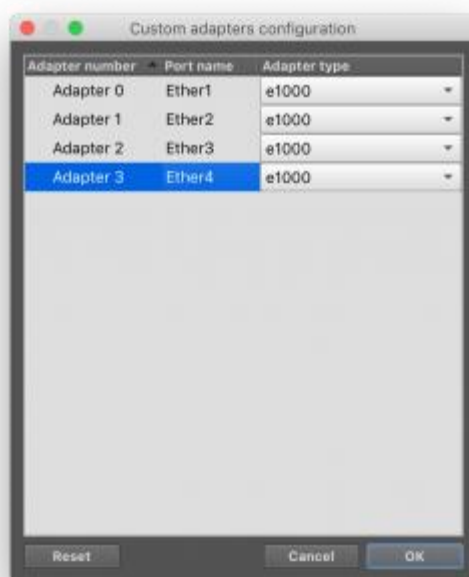 Custom adapters configuration
Adapter number Port name Adapter type
Adapter 0 Ether1 e1000
Adapter 1 Ether2 e1000
Adapter 2 Ether3 e1000
Adapter 3 Ether4 e1000
Reset Cancel OK